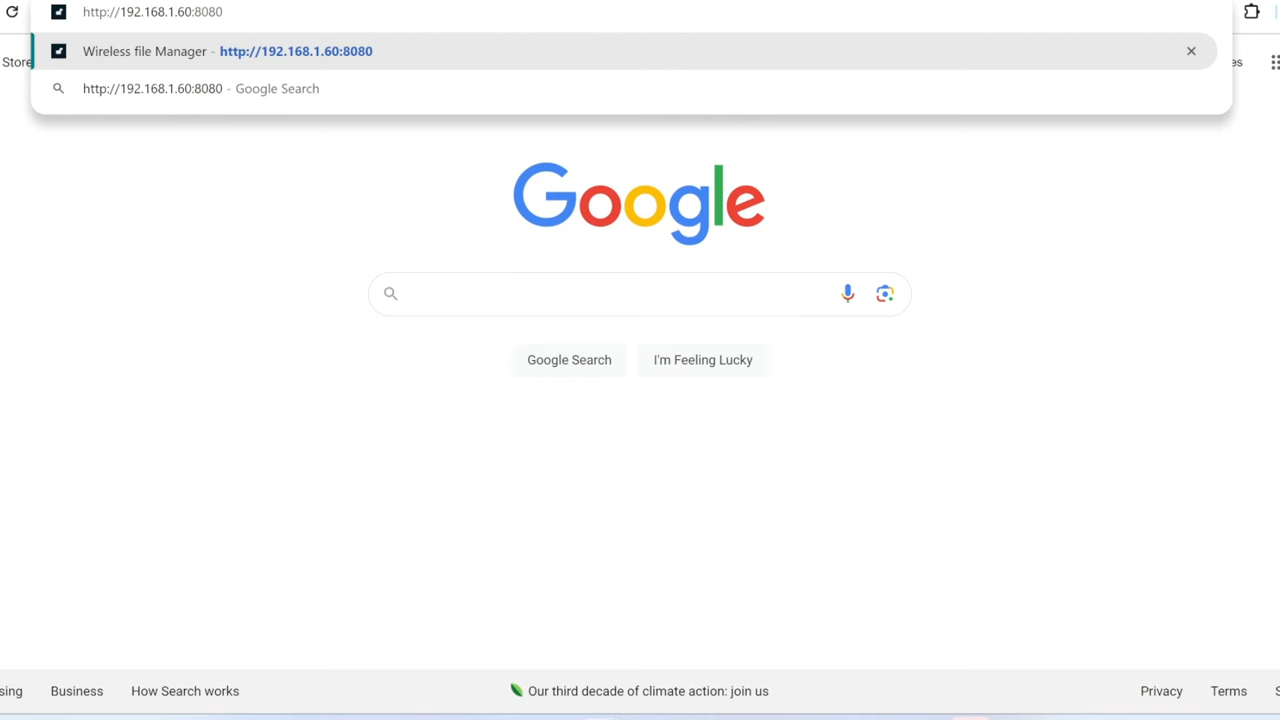 http://192.168.1.60:8080
Wireless file Manager - http://192.168.1.60:8080
Store
es
http://192.168.1.60:8080 - Google Search
Google
Google Search
I'm Feeling Lucky
sing
Business
How Search works
Our third decade of climate action: join us
Privacy
Terms
S